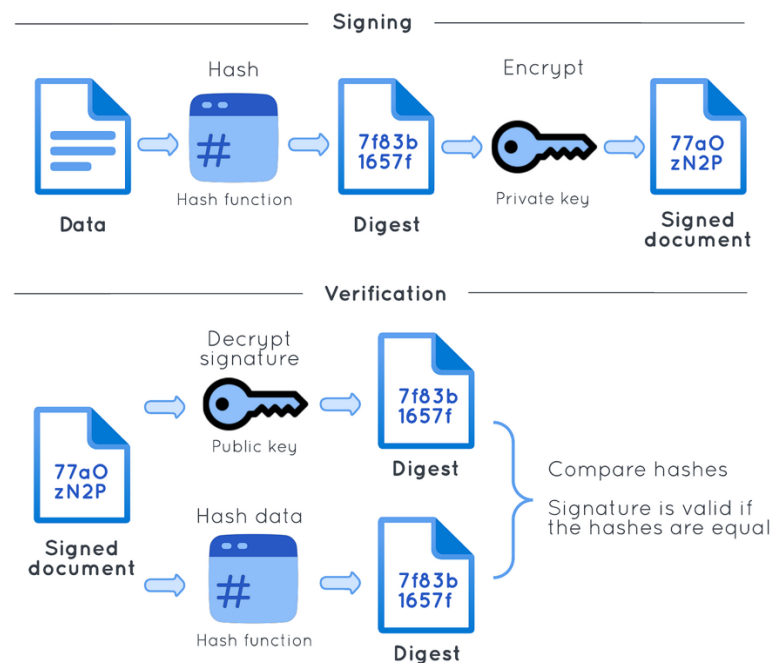 Signing
Hash
Encrypt
#
7f83b
1657f
77aO
zN2P
Hash function
Private key
Data
Digest
Signed
document
Verification
Decrypt
signature
7f83b
1657f
Public key
Digest
77aO
zN2P
Signed
document
Compare hashes
Signature is valid if
the hashes are equal
Hash data
#
7f83b
1657f
Hash function
Digest